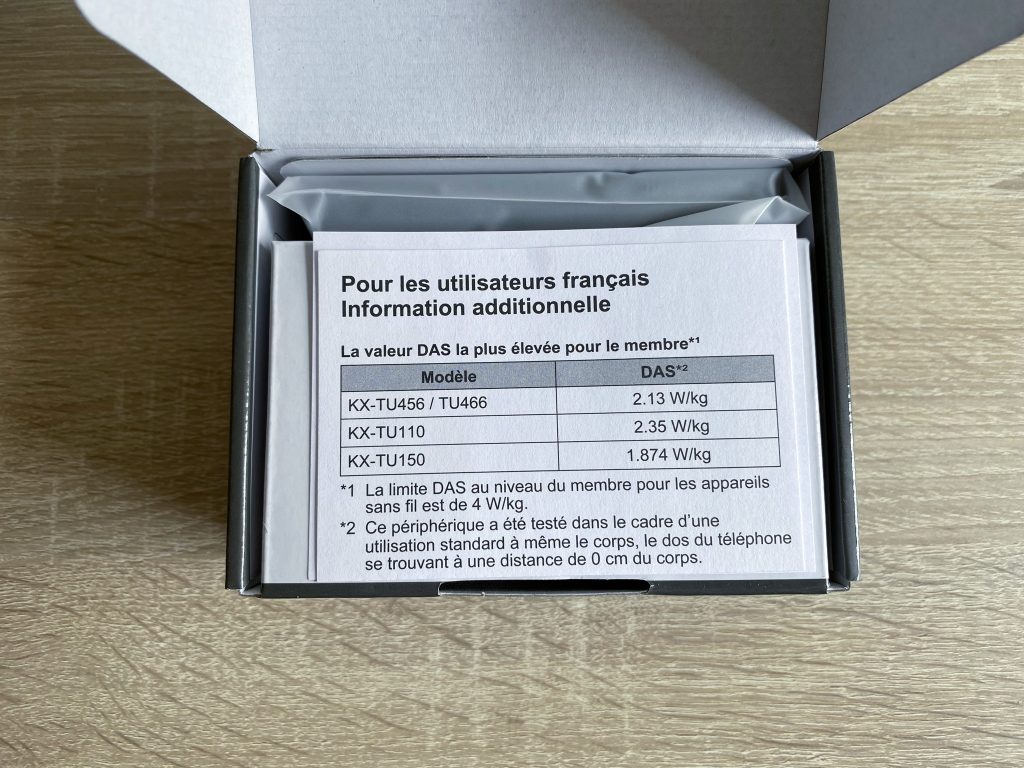 Pour les utilisateurs français
Information additionnelle
La valeur DAS la plus élevée pour le membre*¹
Modèle DAS*²
KX-TU456 / TU466 2.13 W/kg
KX-TU110 2.35 W/kg
KX-TU150 1.874 W/kg
*1 La limite DAS au niveau du membre pour les appareils
sans fil est de 4 W/kg.
*2 Ce périphérique a été testé dans le cadre d'une
utilisation standard à même le corps, le dos du téléphone
se trouvant à une distance de 0 cm du corps.